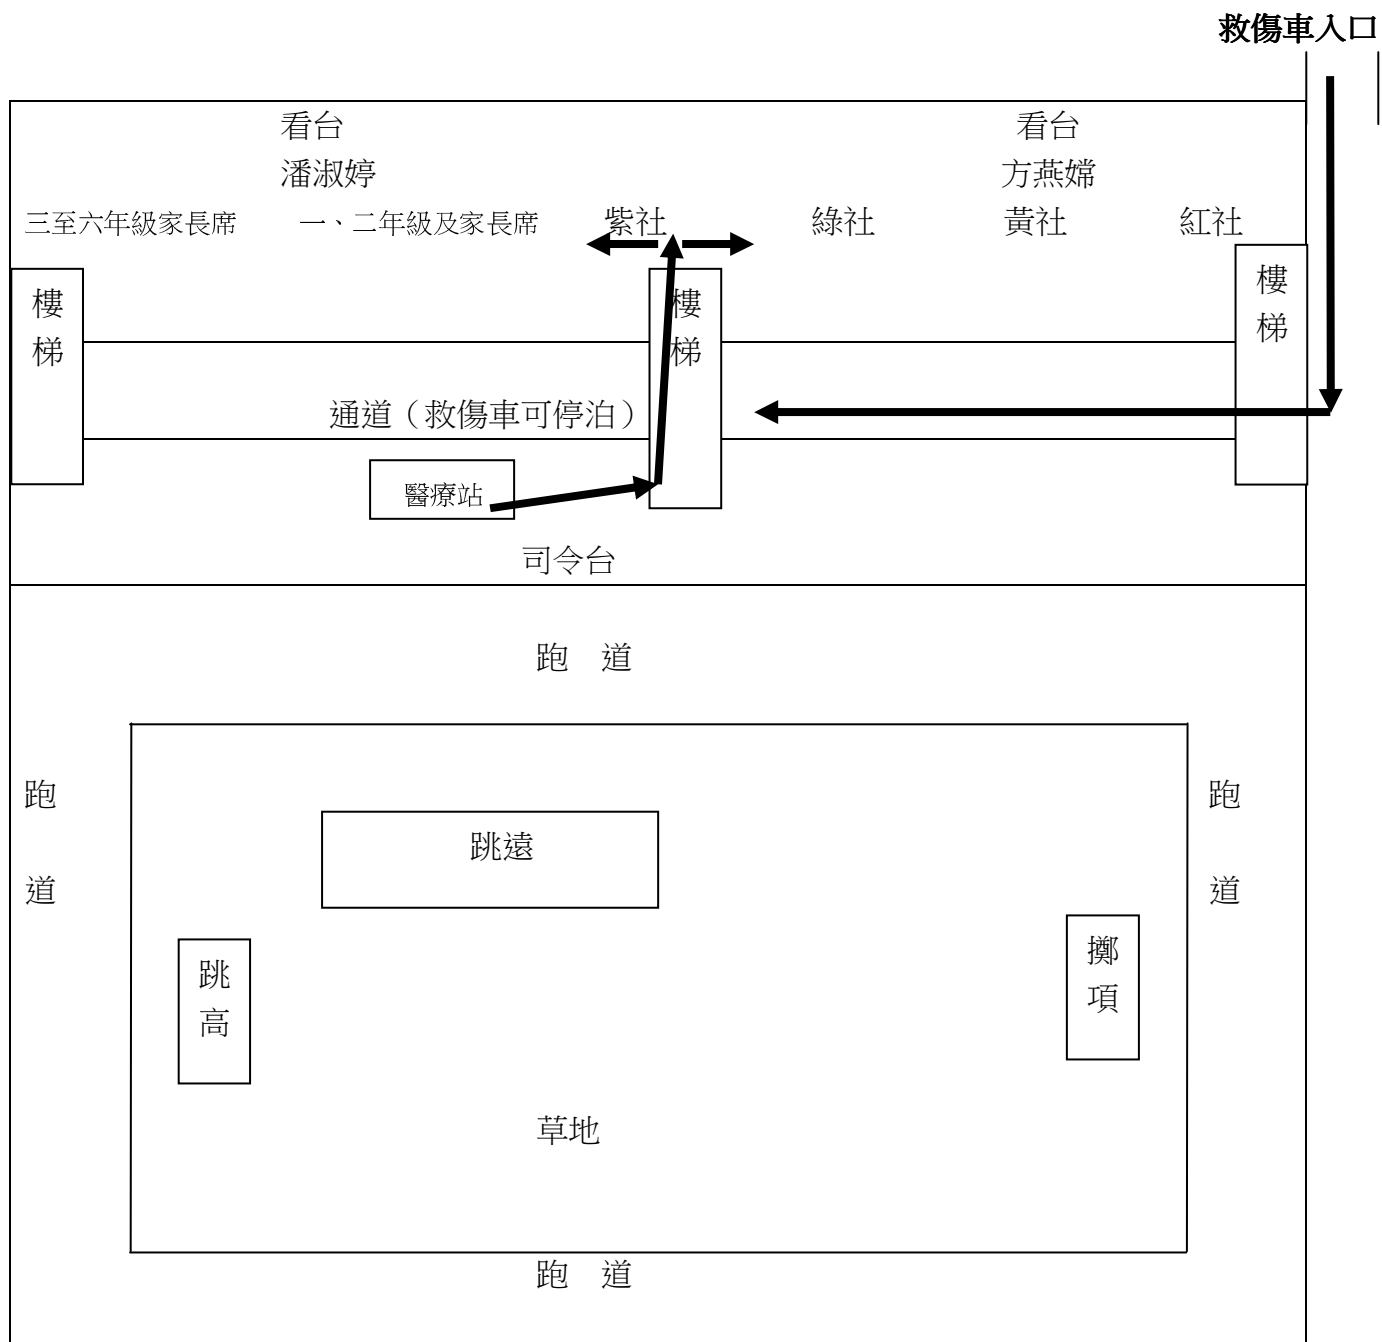 救傷車入口
看台
看台
潘淑婷
方燕嫦
三至六年級家長席
一、二年級及家長席
紫社
綠社
黃社
紅社
樓
梯
樓
梯
樓
梯
通道（救傷車可停泊）
醫療站
司令台
跑 道
跑
道
跑
道
跳遠
跳
高
擲
項
草地
跑 道